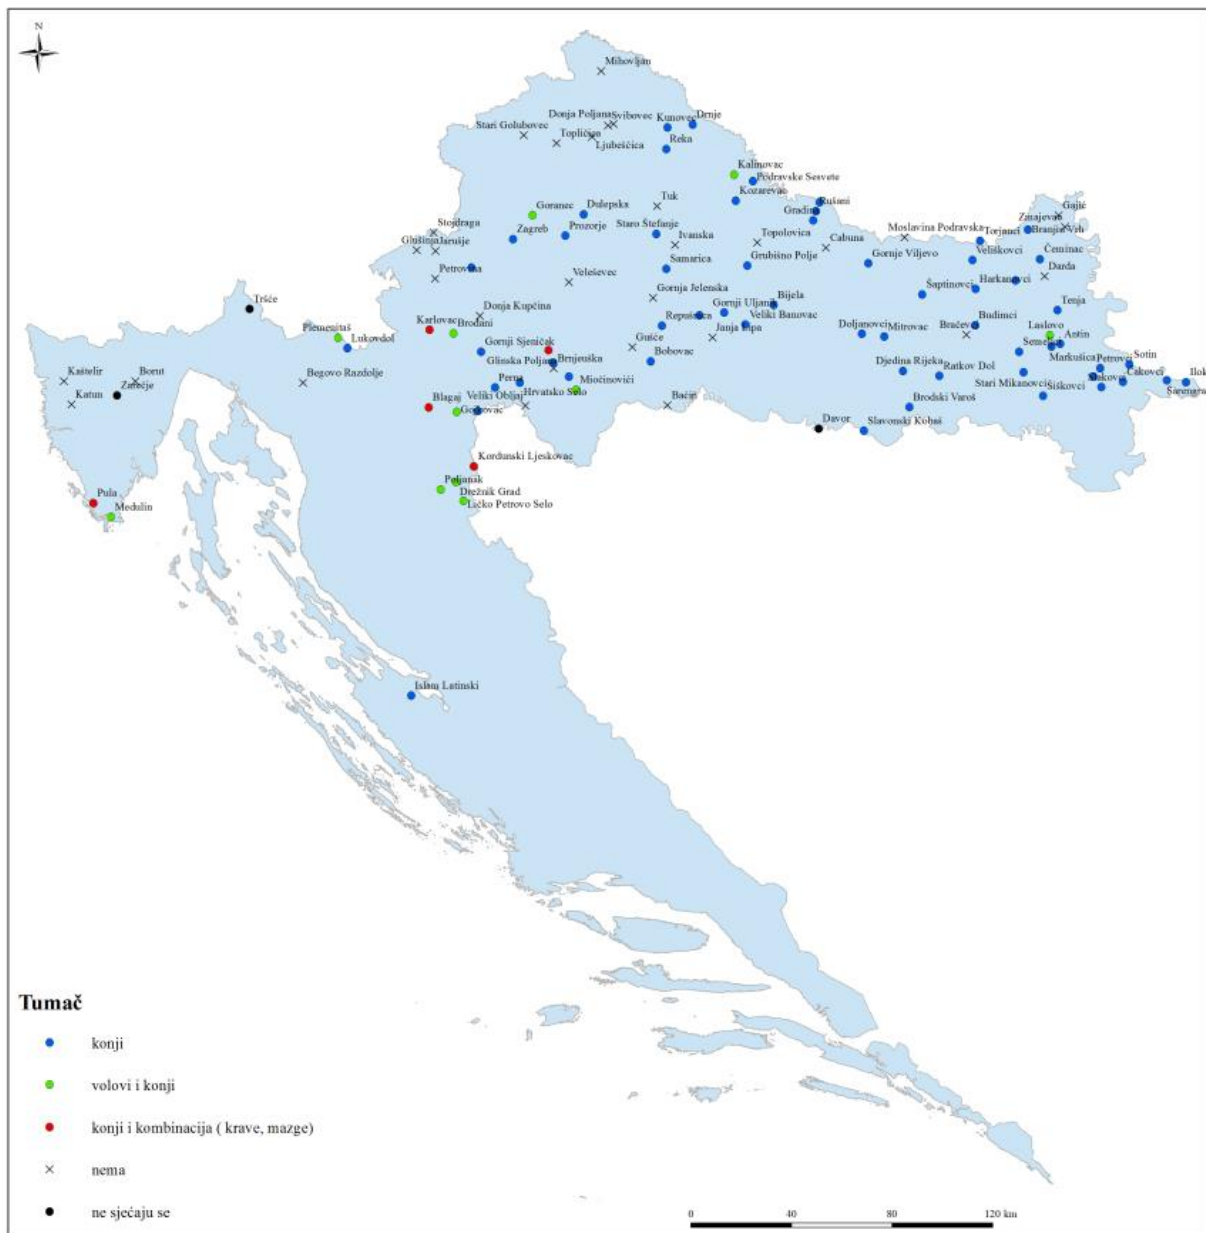 N
Mihovljan
Donja Poljana
Svibovec
Kunovec
Drnje
Stari Golubovec
Topličica
Ljubeščica
Reka
Kalinovac
Podravske Sesvete
Kozarevac
Rušani
Gradina
Tuk
Goranec
Dulepska
Zagreb
Prozorje
Staro Štefanje
Ivanska
Topolovica
Cabuna
Moslavina Podravska
Torjanci
Zmajevac
Gajić
Branjin Vrh
Stojdraga
Glušinja
Jarušje
Petrovina
Veleševec
Samarica
Grubišno Polje
Gornje Viljevo
Veliškovci
Čeminac
Darda
Šaptinovci
Harkanovci
Gornja Jelenska
Gornji Uljanik
Bijela
Tenja
Tršće
Donja Kupčina
Karlovac
Brođani
Repušnica
Veliki Banovac
Janja Lipa
Doljanovci
Mitrovac
Bračevci
Budimci
Laslovo
Antin
Plemenitaš
Lukovdol
Gornji Sjeničak
Glinska Poljana
Brnjeuška
Gušće
Bobovac
Semeljci
Markušica
Petrovci
Sotin
Kaštelir
Borut
Zarečje
Katun
Begovo Razdolje
Perna
Miočinovići
Hrvatsko Selo
Djedina Rijeka
Ratkov Dol
Stari Mikanovci
Šiškovci
Čakovci
Šarengrad
Ilok
Blagaj
Veliki Obljaj
Baćin
Brodski Varoš
Davor
Slavonski Kobaš
Kordunski Ljeskovac
Poljanak
Drežnik Grad
Ličko Petrovo Selo
Pula
Medulin
Islam Latinski
Tumač
konji
volovi i konji
konji i kombinacija ( krave, mazge)
nema
ne sjećaju se
0 40 80 120 km